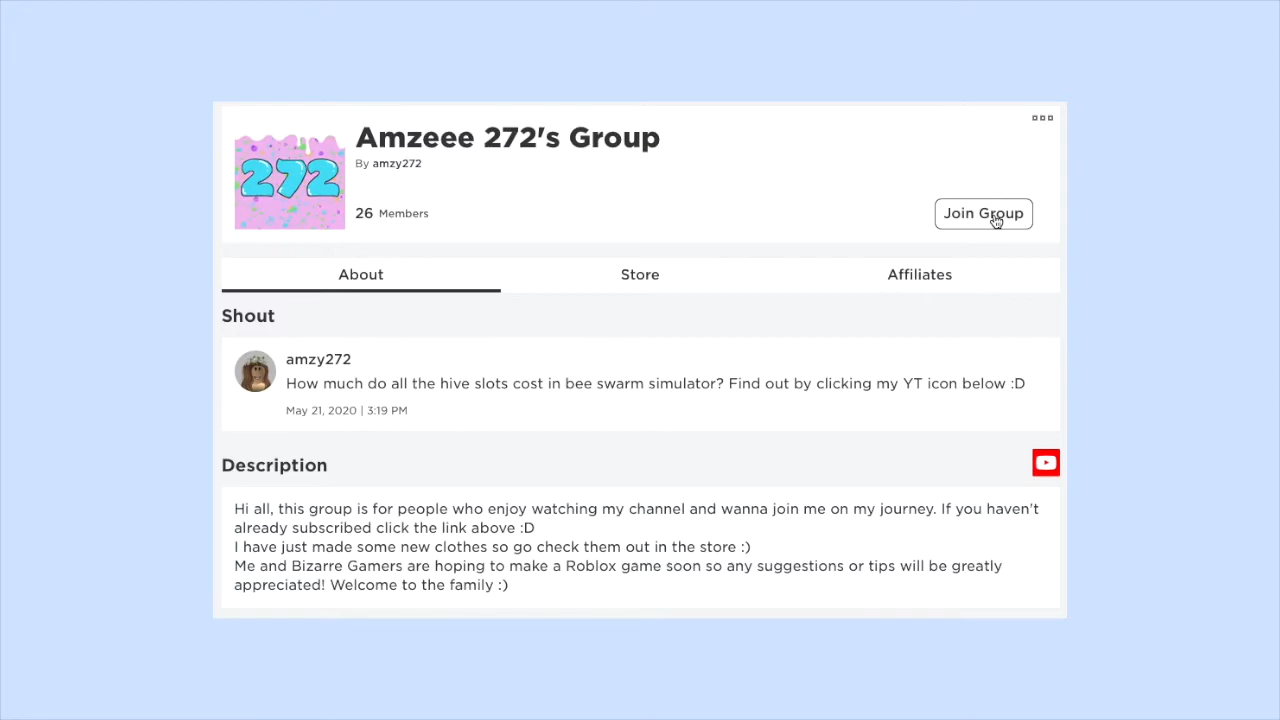 Amzeee 272's Group
272
By amzy272
26 Members
Join Group
About
Store
Affiliates
Shout
amzy272
How much do all the hive slots cost in bee swarm simulator? Find out by clicking my YT icon below :D
May 21, 2020 | 3:19 PM
Description
Hi all, this group is for people who enjoy watching my channel and wanna join me on my journey. If you haven't
already subscribed click the link above :D
I have just made some new clothes so go check them out in the store :)
Me and Bizarre Gamers are hoping to make a Roblox game soon so any suggestions or tips will be greatly
appreciated! Welcome to the family :)